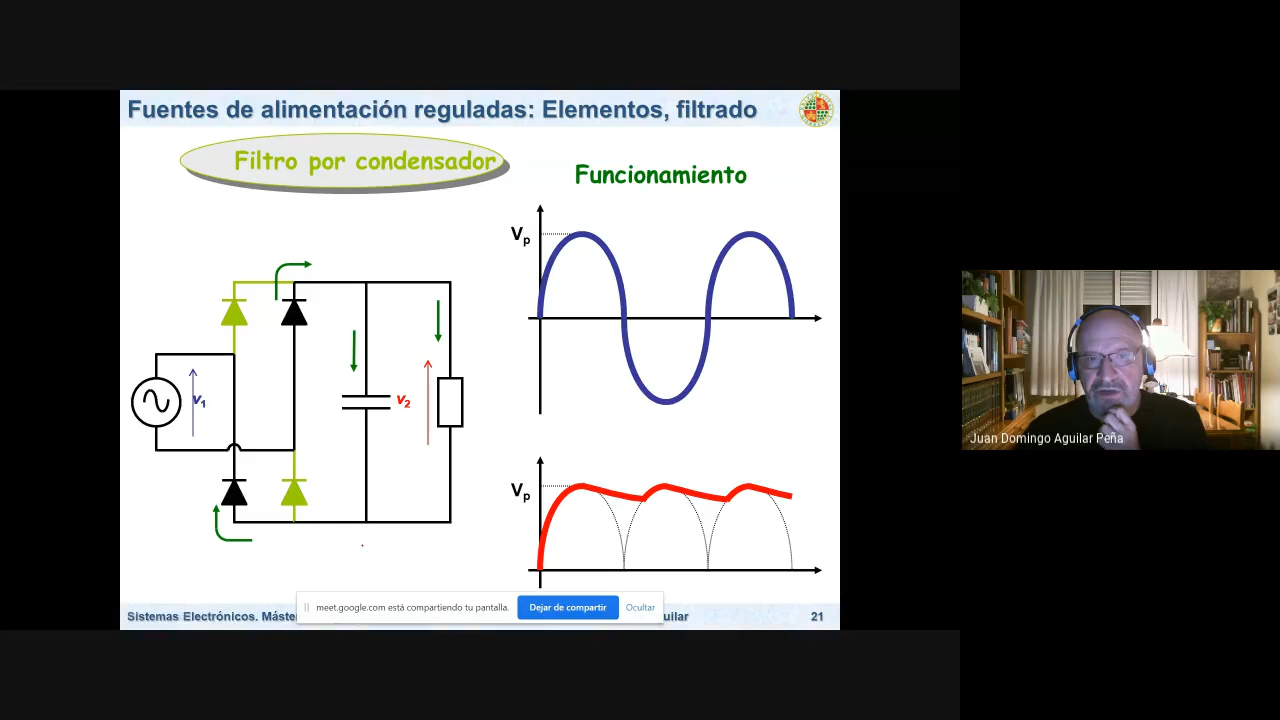 Fuentes de alimentación reguladas: Elementos, filtrado
Filtro por condensador
Funcionamiento
Vp
v1
v2
Vp
Juan Domingo Aguilar Peña
meet.google.com está compartiendo tu pantalla.
Dejar de compartir
Ocultar
Sistemas Electrónicos. Máste
uilar
21